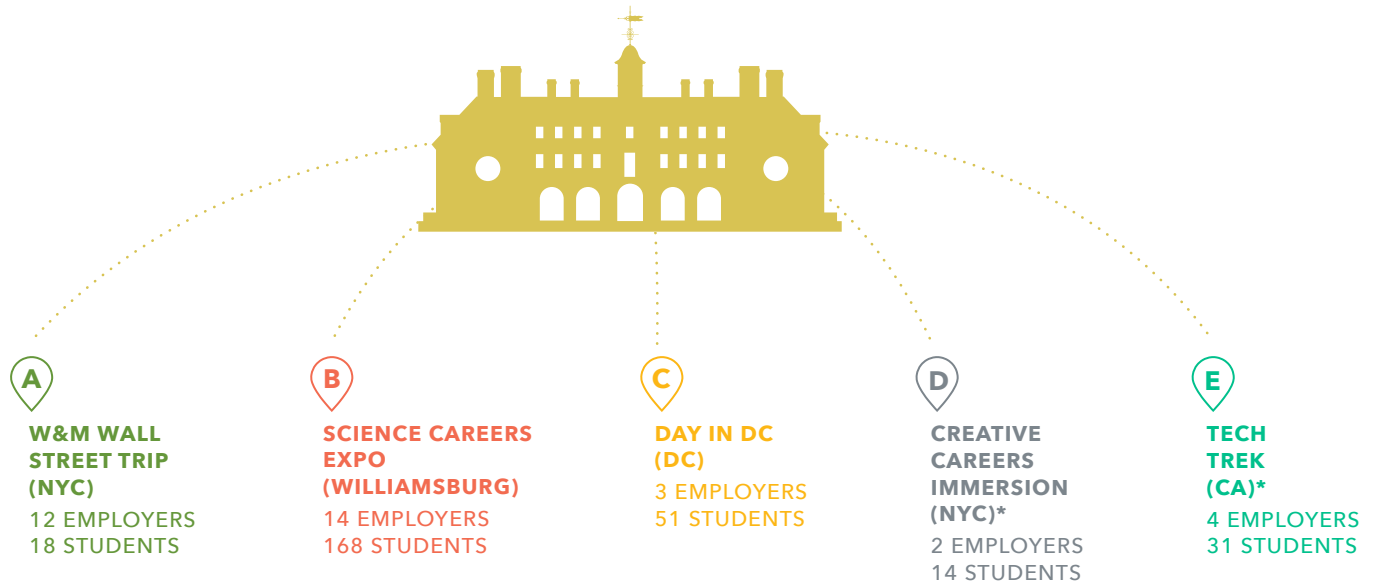 A
W&M WALL
STREET TRIP
(NYC)
12 EMPLOYERS
18 STUDENTS
B
SCIENCE CAREERS
EXPO
(WILLIAMSBURG)
14 EMPLOYERS
168 STUDENTS
C
DAY IN DC
(DC)
3 EMPLOYERS
51 STUDENTS
D
CREATIVE
CAREERS
IMMERSION
(NYC)*
2 EMPLOYERS
14 STUDENTS
E
TECH
TREK
(CA)*
4 EMPLOYERS
31 STUDENTS